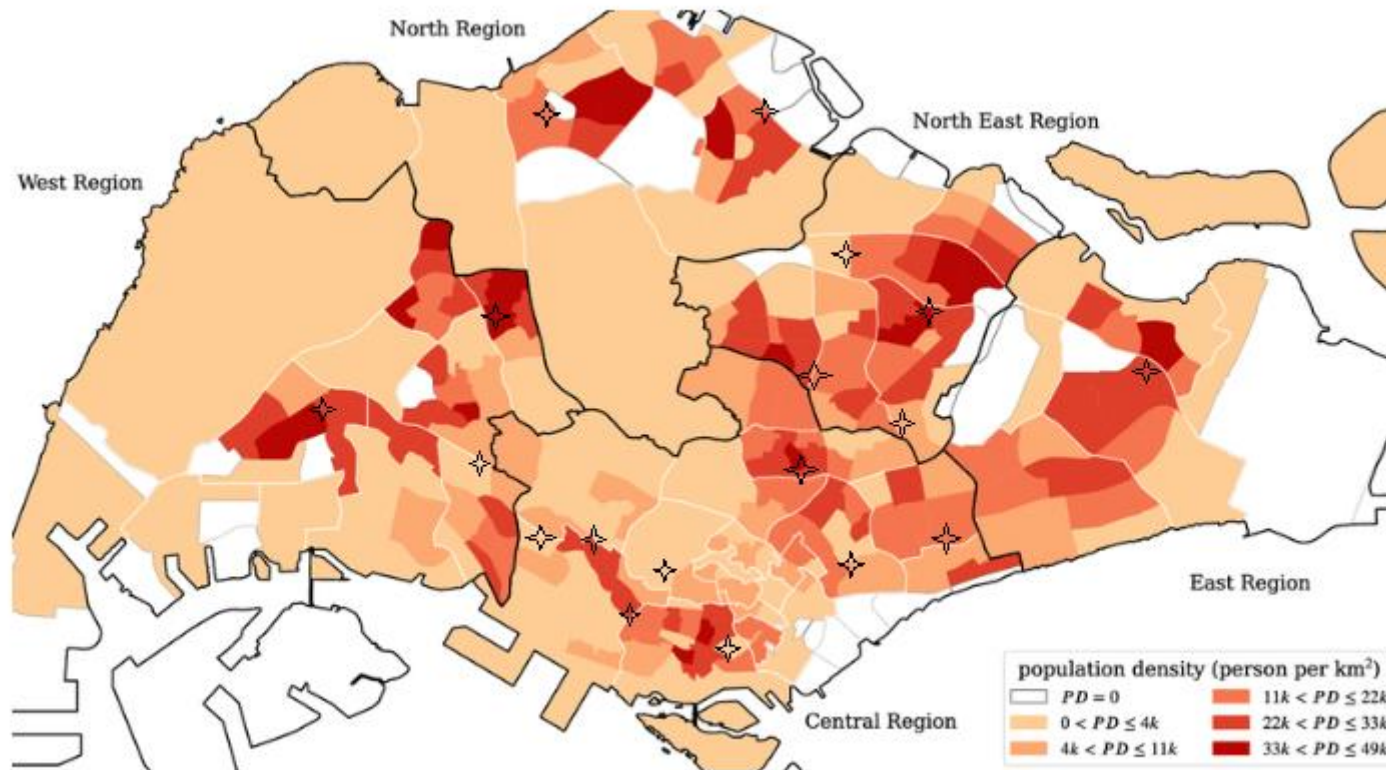 North Region
North East Region
West Region
East Region
Central Region
population density (person per km²)
PD = 0
0 < PD ≤ 4k
4k < PD ≤ 11k
11k < PD ≤ 22k
22k < PD ≤ 33k
33k < PD ≤ 49k